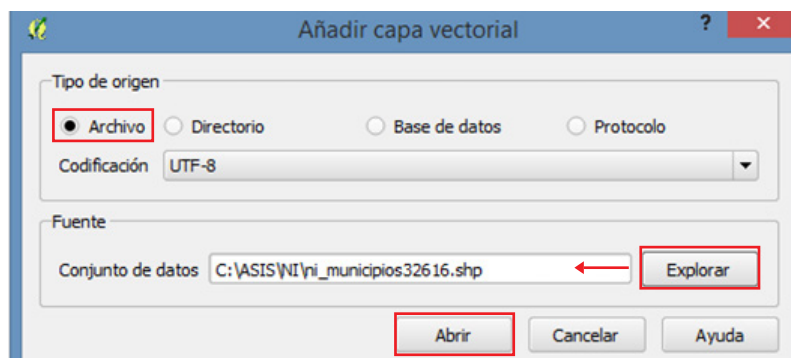 Añadir capa vectorial ? ×
Tipo de origen
Archivo Directorio Base de datos Protocolo
Codificación UTF-8
Fuente
Conjunto de datos C:\ASIS\NI\ni_municipios32616.shp Explorar
Abrir Cancelar Ayuda